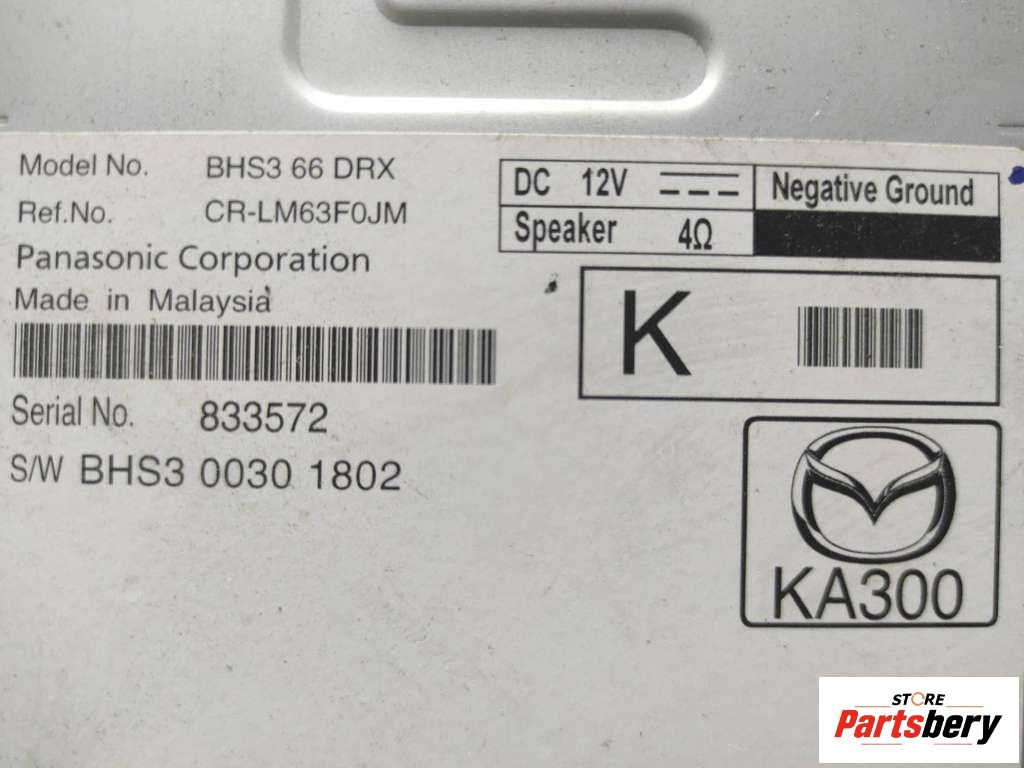 Model No. BHS3 66 DRX
Ref.No. CR-LM63F0JM
Panasonic Corporation
Made in Malaysia
Serial No. 833572
S/W BHS3 0030 1802
DC 12V Negative Ground
Speaker 4Ω
K
KA300
STORE
Partsbery